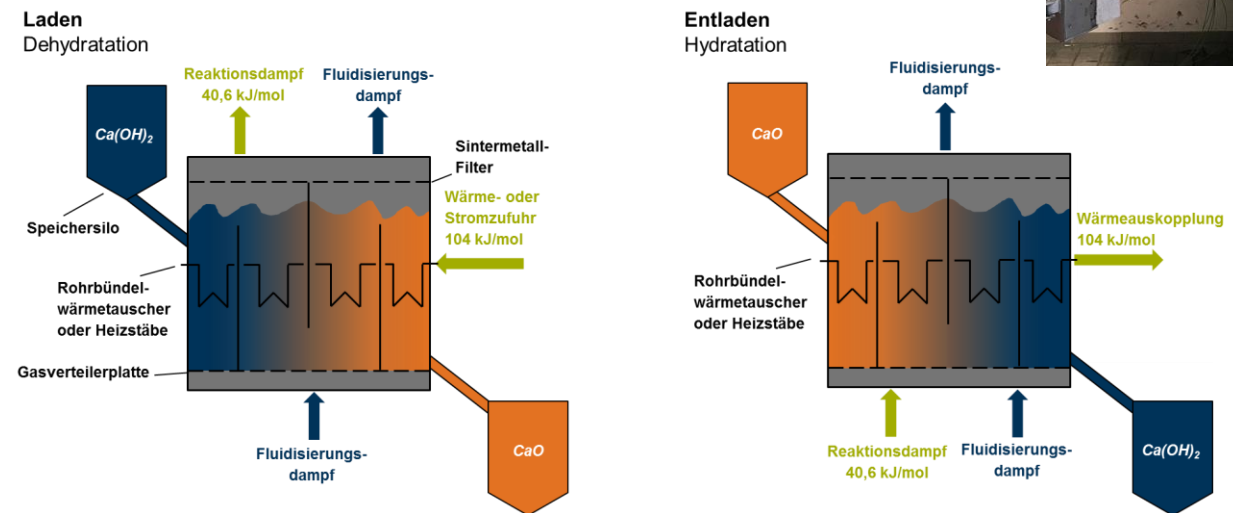 Laden
Dehydratation
Reaktionsdampf
40,6 kJ/mol
Fluidisierungs-
dampf
Ca(OH)₂
Sintermetall-
Filter
Wärme- oder
Stromzufuhr
104 kJ/mol
Speichersilo
Rohrbündel-
wärmetauscher
oder Heizstäbe
Gasverteilerplatte
Fluidisierungs-
dampf
CaO
Entladen
Hydratation
Fluidisierungs-
dampf
CaO
Wärmeauskopplung
104 kJ/mol
Rohrbündel-
wärmetauscher
oder Heizstäbe
Reaktionsdampf
40,6 kJ/mol
Fluidisierungs-
dampf
Ca(OH)₂